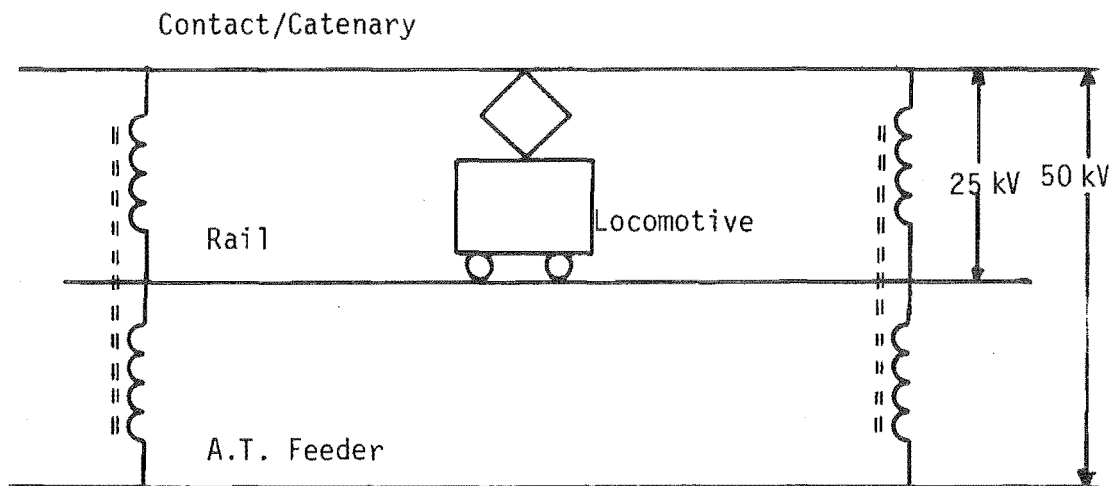 Contact/Catenary
25 kV
50 kV
Rail
Locomotive
A.T. Feeder